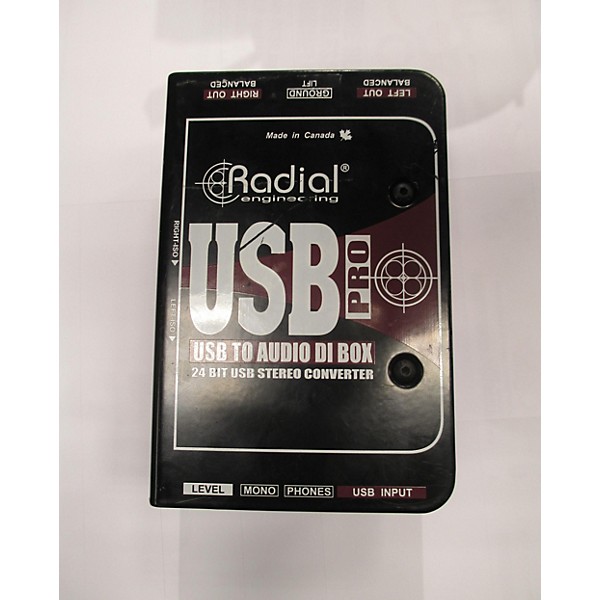 RIGHT OUT BALANCED
GROUND LIFT
LEFT OUT BALANCED
Made in Canada
Radial®
engineering
RIGHT-ISO
LEFT-ISO
USB
PRO
USB TO AUDIO DI BOX
24 BIT USB STEREO CONVERTER
LEVEL MONO PHONES USB INPUT